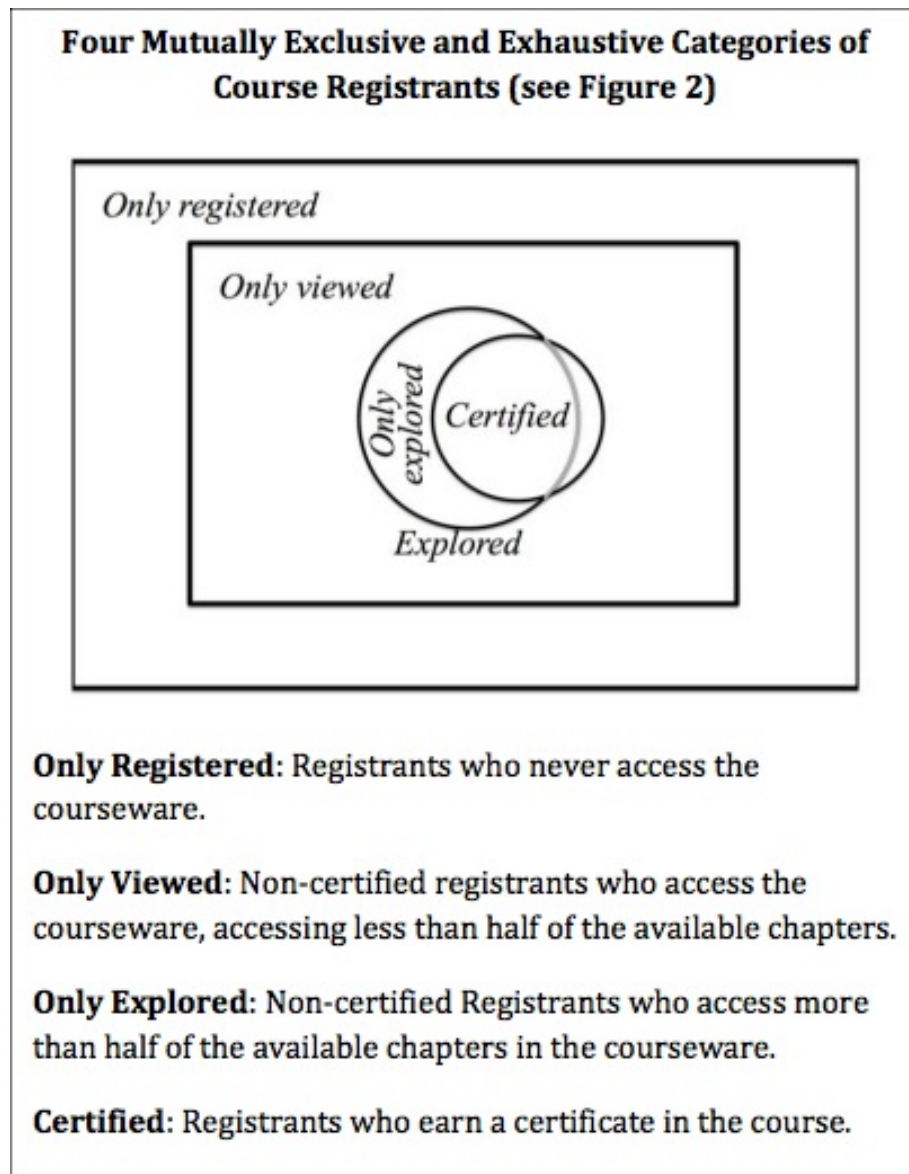 Four Mutually Exclusive and Exhaustive Categories of
Course Registrants (see Figure 2)
Only registered
Only viewed
Only
explored
Certified
Explored
Only Registered: Registrants who never access the
courseware.
Only Viewed: Non-certified registrants who access the
courseware, accessing less than half of the available chapters.
Only Explored: Non-certified Registrants who access more
than half of the available chapters in the courseware.
Certified: Registrants who earn a certificate in the course.